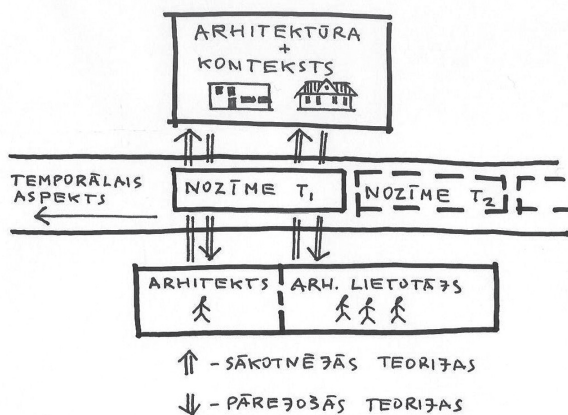 ARHITEKTŪRA
+
KONTEKSTS
TEMPORĀLAIS
ASPEKTS
NOZĪME T₁
NOZĪME T₂
ARHITEKTS
ARH. LIETOTĀJS
⇑ - SĀKOTNĒJĀS TEORIJAS
⇓ - PĀREJOŠĀS TEORIJAS